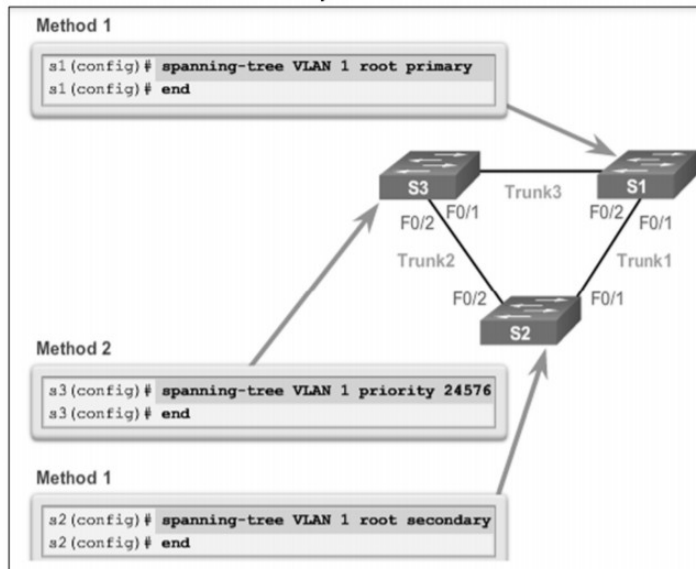 Method 1
s1(config)# spanning-tree VLAN 1 root primary
s1(config)# end
S3
S1
Trunk3
F0/2
F0/1
F0/2
F0/1
Trunk2
Trunk1
F0/2
F0/1
S2
Method 2
s3(config)# spanning-tree VLAN 1 priority 24576
s3(config)# end
Method 1
s2(config)# spanning-tree VLAN 1 root secondary
s2(config)# end